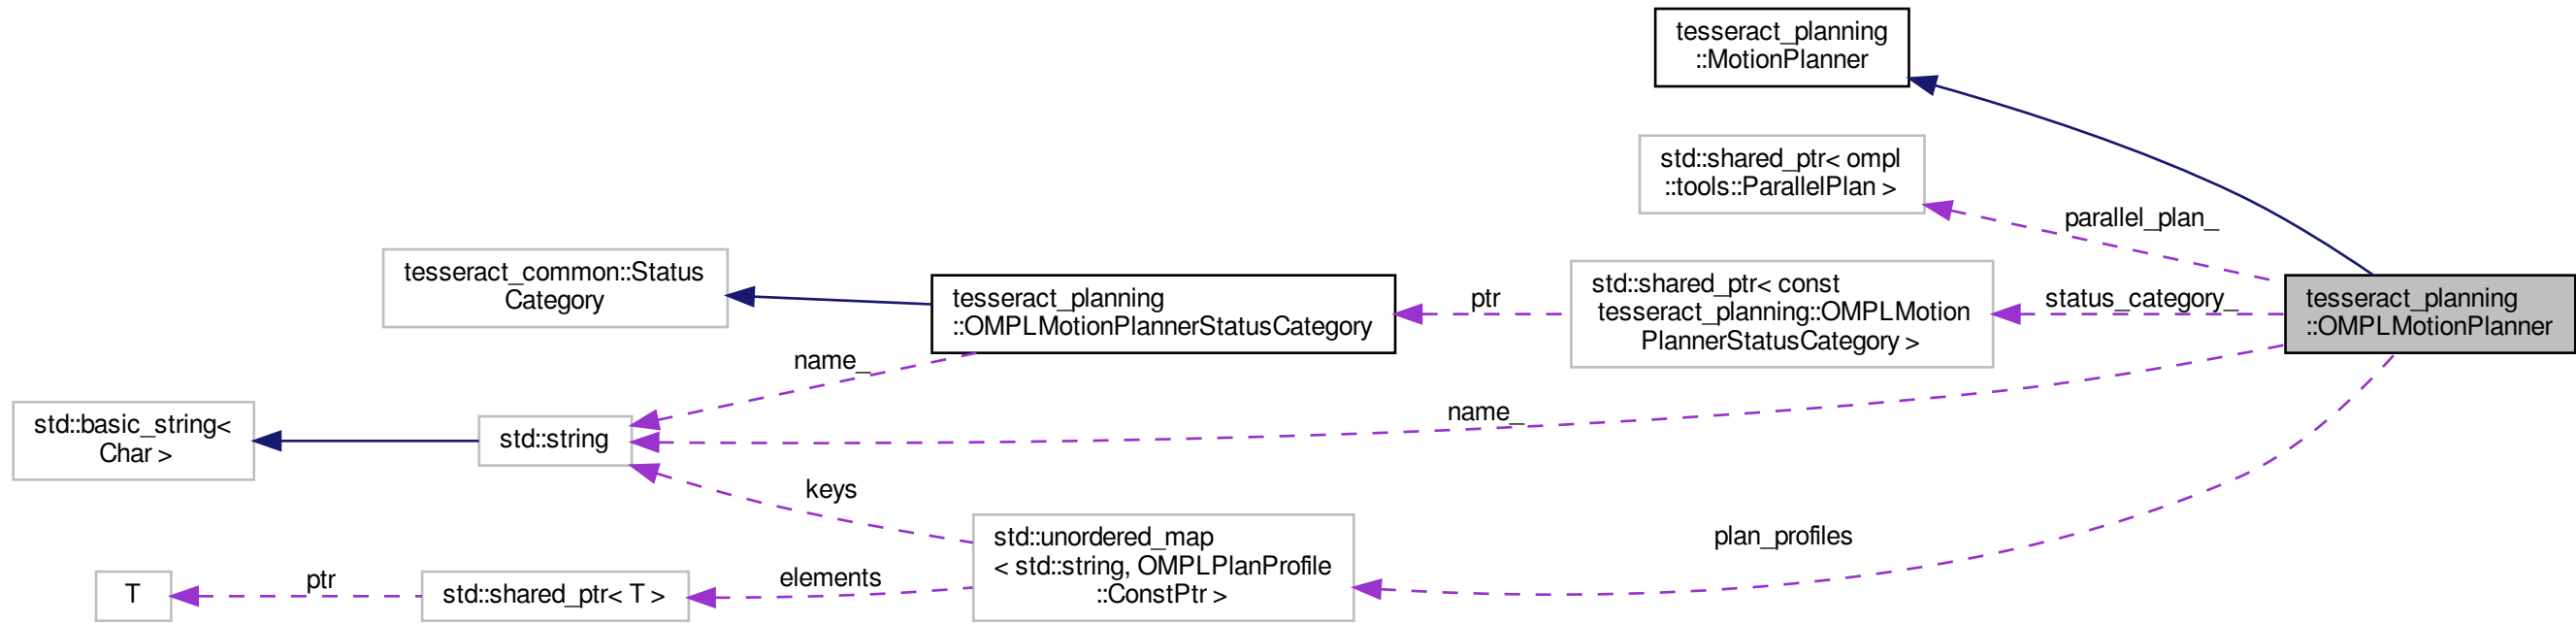 tesseract_planning
::MotionPlanner
std::shared_ptr< ompl
::tools::ParallelPlan >
parallel_plan_
tesseract_common::Status
Category
tesseract_planning
::OMPLMotionPlannerStatusCategory
ptr
std::shared_ptr< const
tesseract_planning::OMPLMotion
PlannerStatusCategory >
status_category_
tesseract_planning
::OMPLMotionPlanner
name_
std::basic_string<
Char >
std::string
name_
keys
std::unordered_map
< std::string, OMPLPlanProfile
::ConstPtr >
plan_profiles
T
ptr
std::shared_ptr< T >
elements